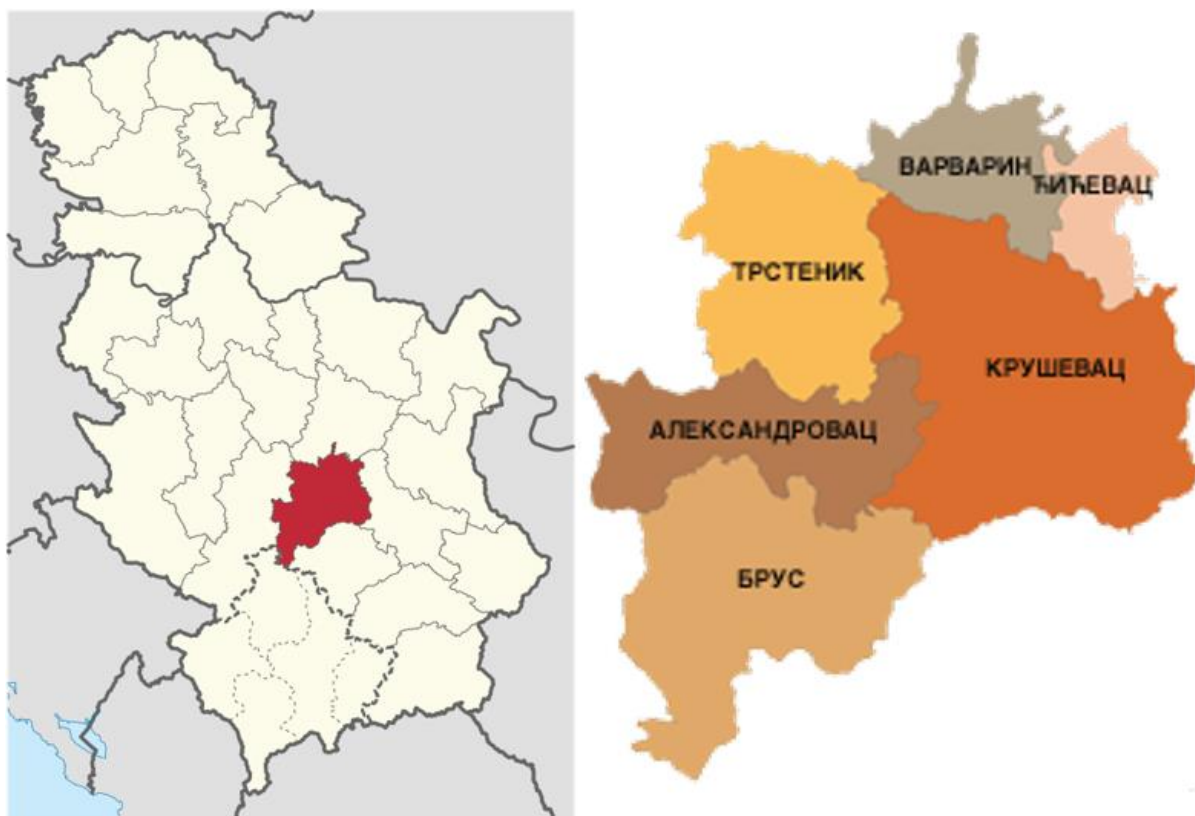 ВАРВАРИН
ЋИЋЕВАЦ
ТРСТЕНИК
КРУШЕВАЦ
АЛЕКСАНДРОВАЦ
БРУС